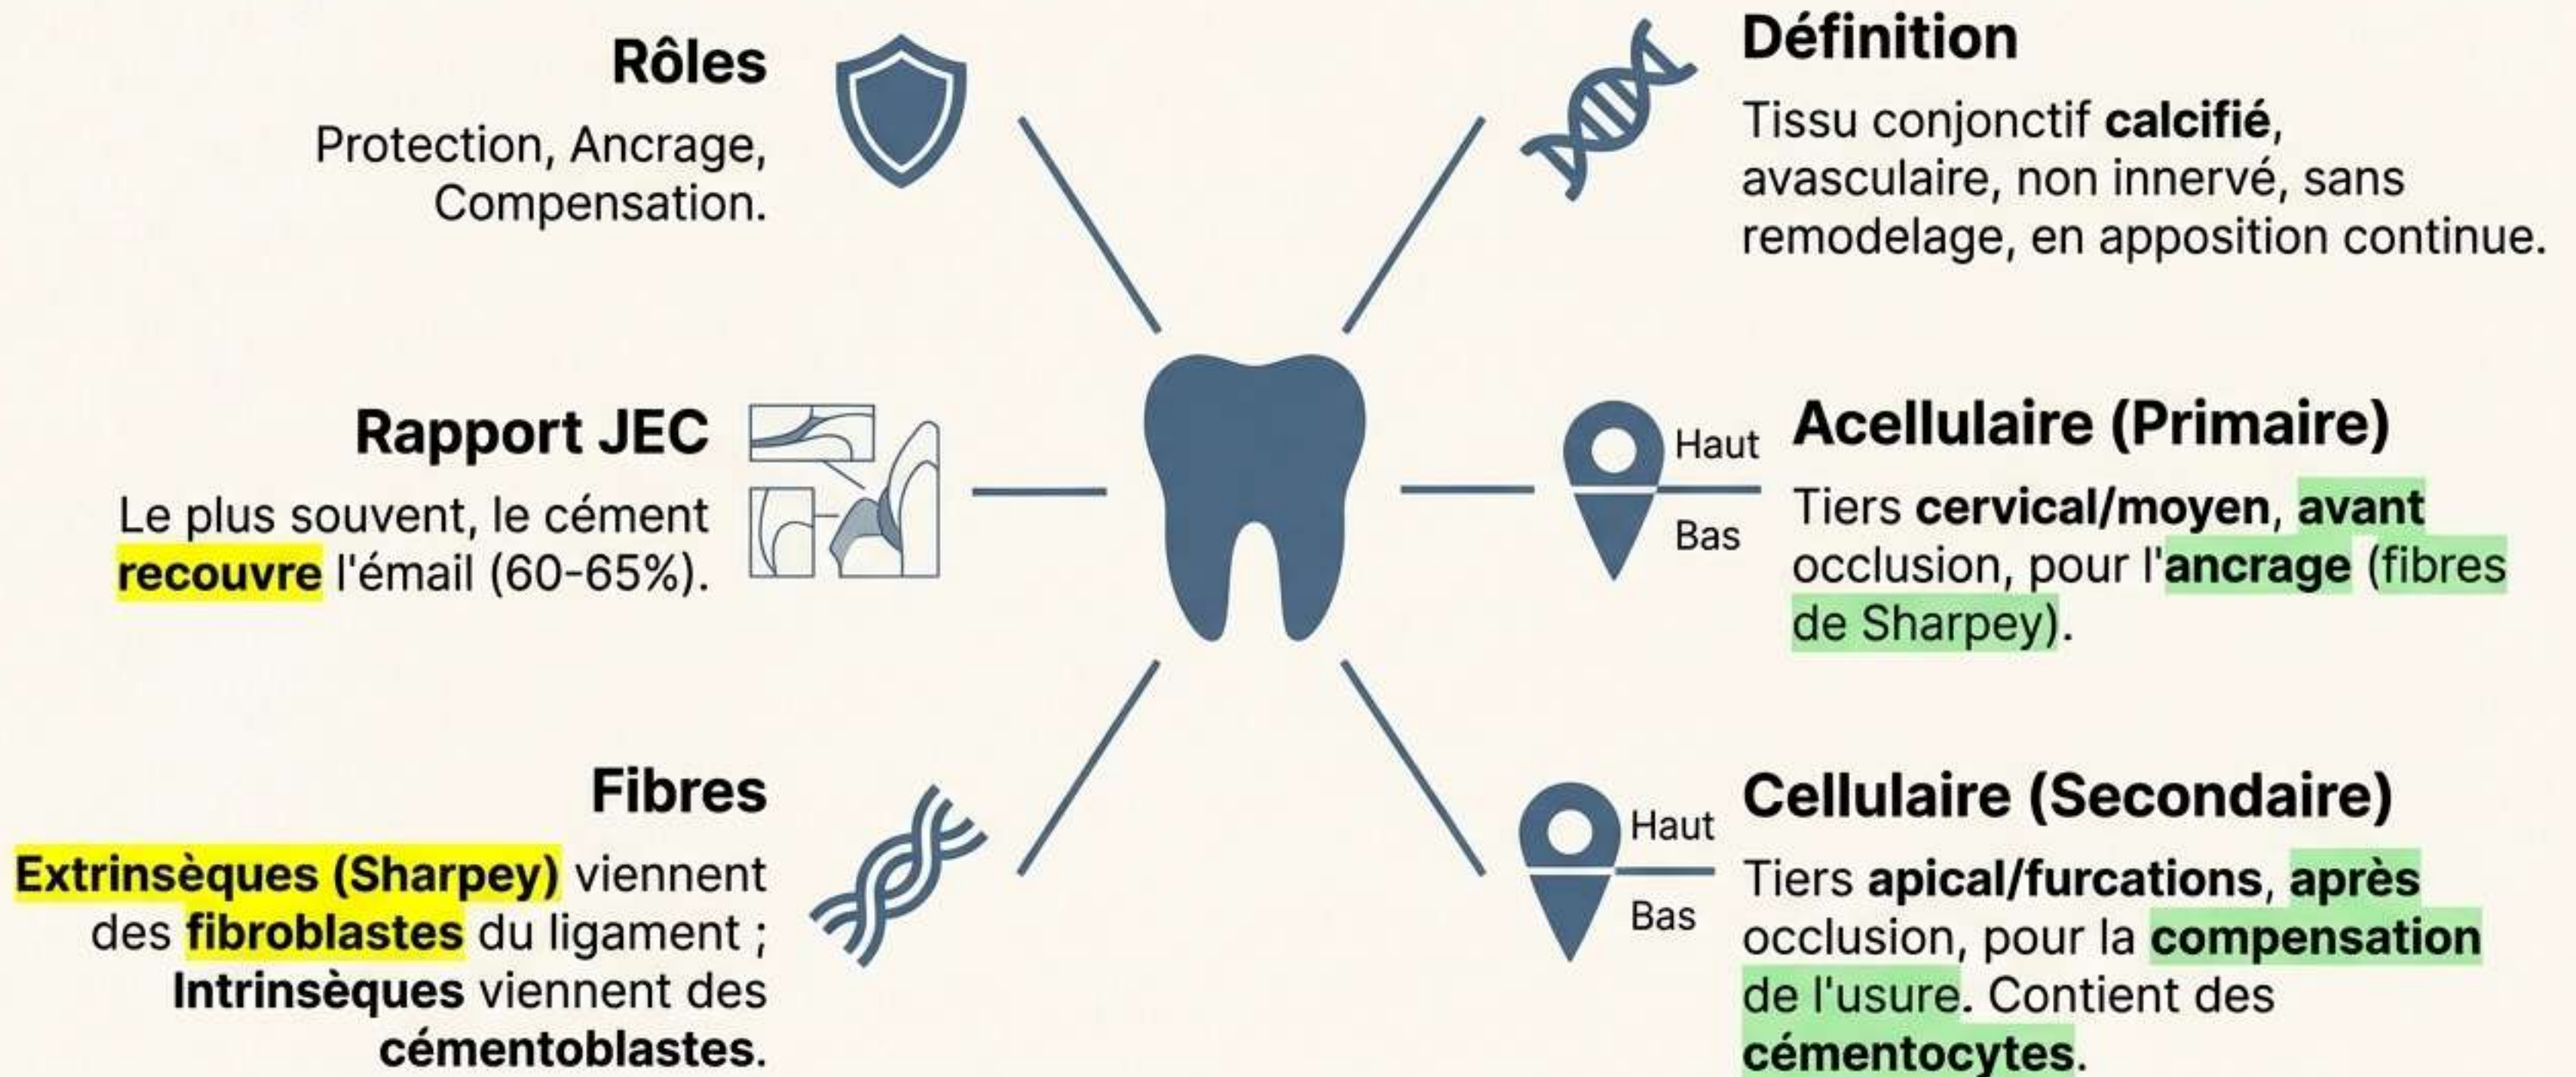 Rôles
Protection, Ancrage,
Compensation.
Définition
Tissu conjonctif calcifié,
avasculaire, non innervé, sans
remodelage, en apposition continue.
Rapport JEC
Le plus souvent, le cément
recouvre l'émail (60-65%).
Haut
Bas
Acellulaire (Primaire)
Tiers cervical/moyen, avant
occlusion, pour l'ancrage (fibres
de Sharpey).
Fibres
Extrinsèques (Sharpey) viennent
des fibroblastes du ligament ;
Intrinsèques viennent des
cémentoblastes.
Haut
Bas
Cellulaire (Secondaire)
Tiers apical/furcations, après
occlusion, pour la compensation
de l'usure. Contient des
cémentocytes.